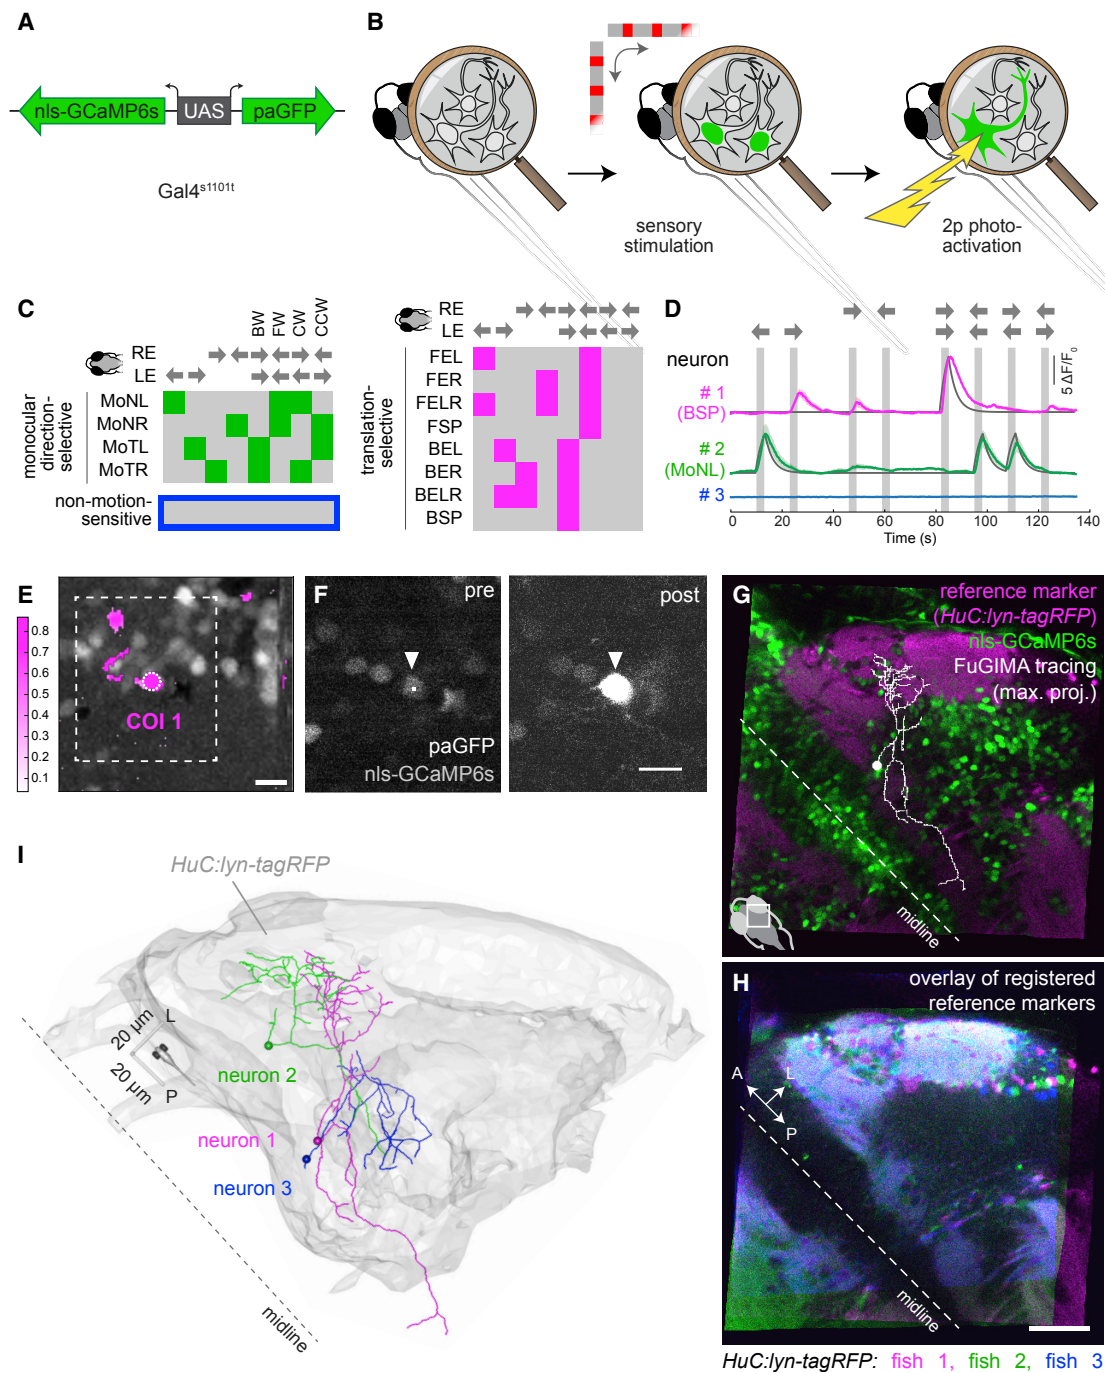 A
nls-GCaMP6s
UAS
paGFP
Gal4s1101t
B
sensory
stimulation
2p photo-
activation
C
BW
FW
CW
CCW
RE
LE
monocular
direction-
selective
MoNL
MoNR
MoTL
MoTR
non-motion-
sensitive
RE
LE
translation-
selective
FEL
FER
FELR
FSP
BEL
BER
BELR
BSP
D
neuron
# 1
(BSP)
# 2
(MoNL)
# 3
5 ΔF/F0
0 20 40 60 80 100 120 140
Time (s)
E
0.8
0.7
0.6
0.5
0.4
0.3
0.2
0.1
COI 1
F
pre
paGFP
nls-GCaMP6s
post
G
reference marker
(HuC:lyn-tagRFP)
nls-GCaMP6s
FuGIMA tracing
(max. proj.)
midline
H
overlay of registered
reference markers
A
L
P
midline
HuC:lyn-tagRFP: fish 1, fish 2, fish 3
I
HuC:lyn-tagRFP
20 µm
L
20 µm
P
neuron 2
neuron 1
neuron 3
midline